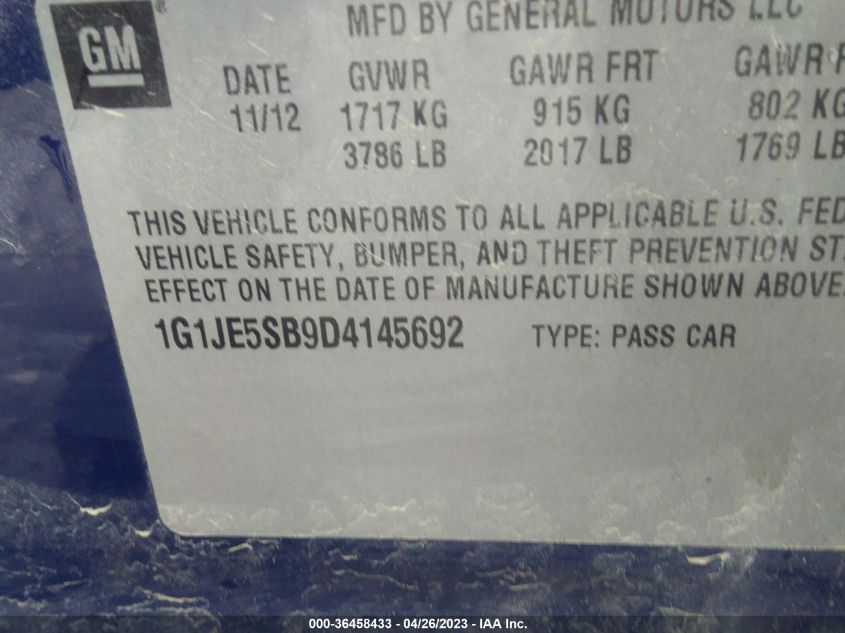 GM
MFD BY GENERAL MOTORS LLC
DATE GVWR GAWR FRT GAWR
11/12 1717 KG 915 KG 802 KG
3786 LB 2017 LB 1769 LB
THIS VEHICLE CONFORMS TO ALL APPLICABLE U.S. FED
VEHICLE SAFETY, BUMPER, AND THEFT PREVENTION ST
EFFECT ON THE DATE OF MANUFACTURE SHOWN ABOVE.
1G1JE5SB9D4145692 TYPE: PASS CAR
000-36458433 - 04/26/2023 - IAA Inc.